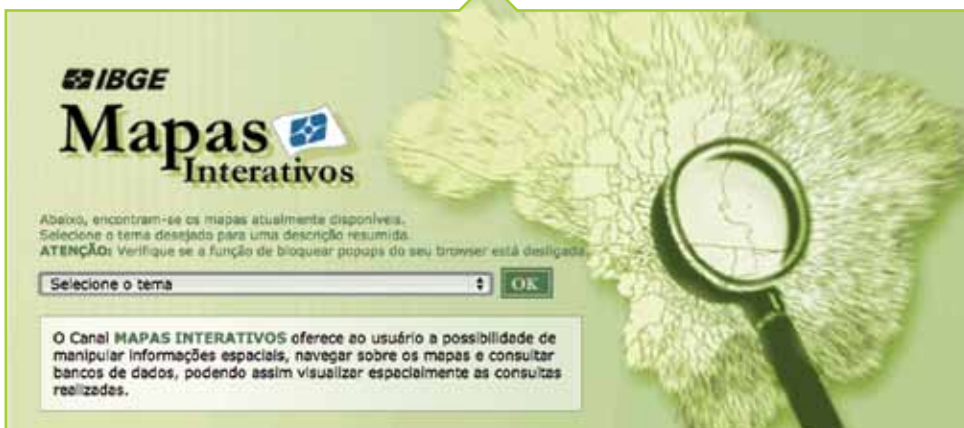 IBGE
Mapas
Interativos
Abaixo, encontram-se os mapas atualmente disponíveis.
Selecione o tema desejado para uma descrição resumida.
ATENÇÃO: Verifique se a função de bloquear popups do seu browser está desligada.
Selecione o tema OK
O Canal MAPAS INTERATIVOS oferece ao usuário a possibilidade de
manipular informações espaciais, navegar sobre os mapas e consultar
bancos de dados, podendo assim visualizar espacialmente as consultas
realizadas.